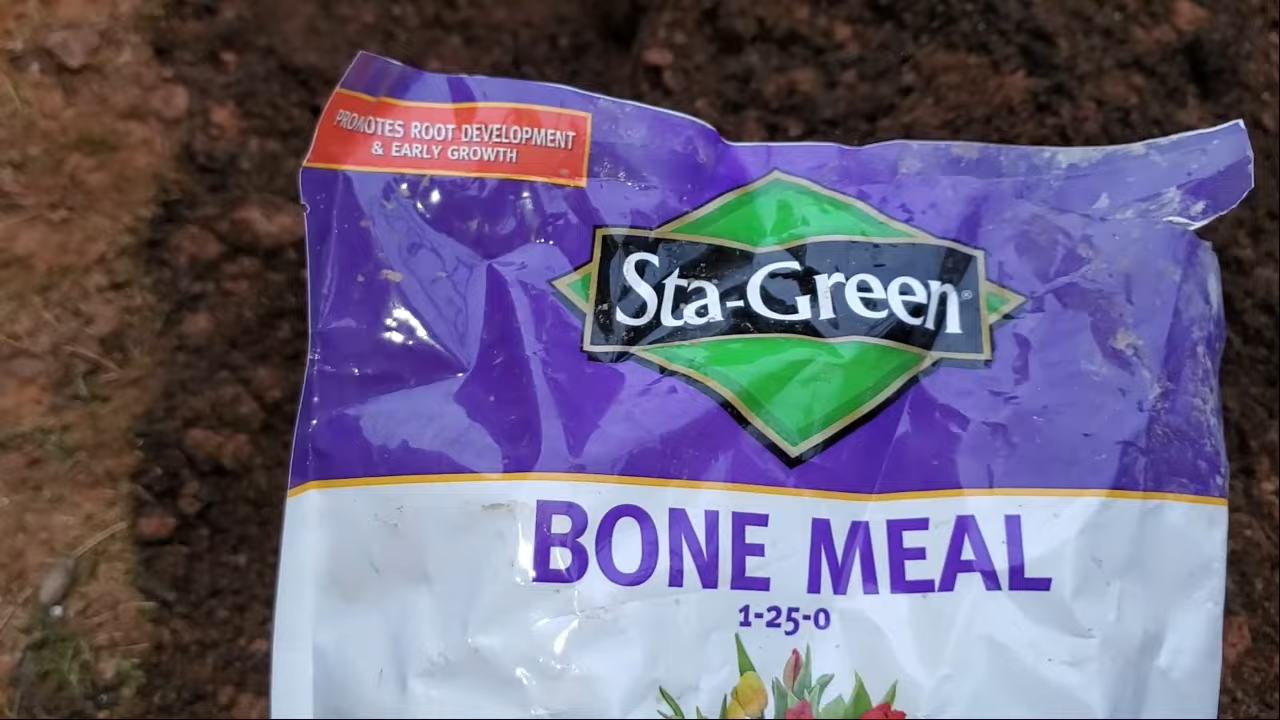 PROMOTES ROOT DEVELOPMENT
& EARLY GROWTH
Sta-Green®
BONE MEAL
1-25-0